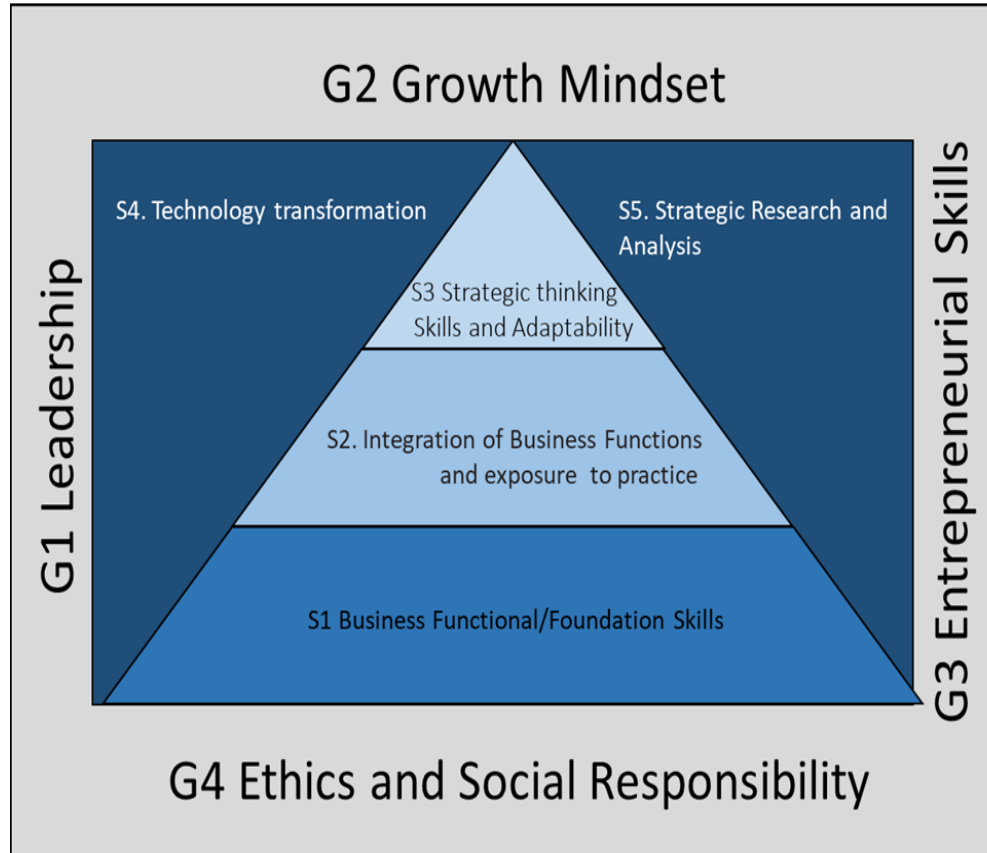 G2 Growth Mindset
G1 Leadership
S4. Technology transformation
S5. Strategic Research and
Analysis
S3 Strategic thinking
Skills and Adaptability
S2. Integration of Business Functions
and exposure to practice
S1 Business Functional/Foundation Skills
G3 Entrepreneurial Skills
G4 Ethics and Social Responsibility